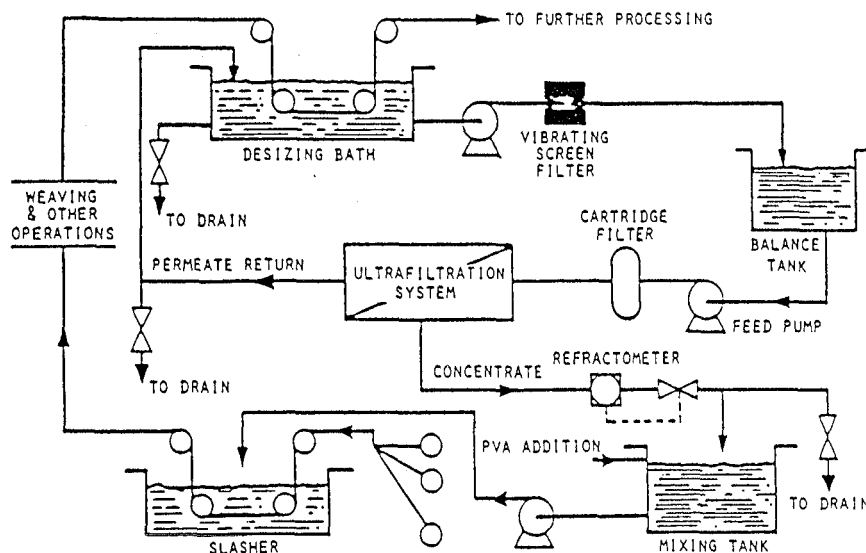 TO FURTHER PROCESSING
DESIZING BATH
VIBRATING
SCREEN
FILTER
WEAVING
& OTHER
OPERATIONS
TO DRAIN
CARTRIDGE
FILTER
BALANCE
TANK
PERMEATE RETURN
ULTRAFILTRATION
SYSTEM
FEED PUMP
TO DRAIN
CONCENTRATE
REFRACTOMETER
PVA ADDITION
TO DRAIN
SLASHER
MIXING TANK